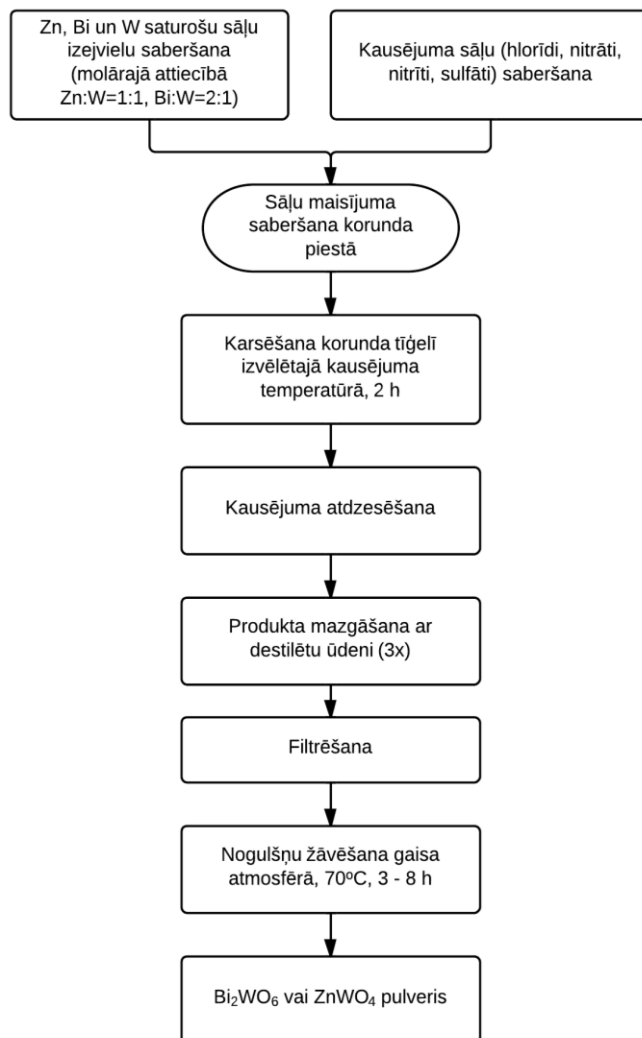 Zn, Bi un W saturošu sāļu
izejvielu saberšana
(molārajā attiecībā
Zn:W=1:1, Bi:W=2:1)
Kausējuma sāļu (hlorīdi, nitrāti,
nitrīti, sulfāti) saberšana
Sāļu maisījuma
saberšana korunda
piestā
Karsēšana korunda tīģelī
izvēlētajā kausējuma
temperatūrā, 2 h
Kausējuma atdzesēšana
Produkta mazgāšana ar
destilētu ūdeni (3x)
Filtrēšana
Nogulšņu žāvēšana gaisa
atmosfērā, 70ºC, 3 - 8 h
Bi₂WO₆ vai ZnWO₄ pulveris